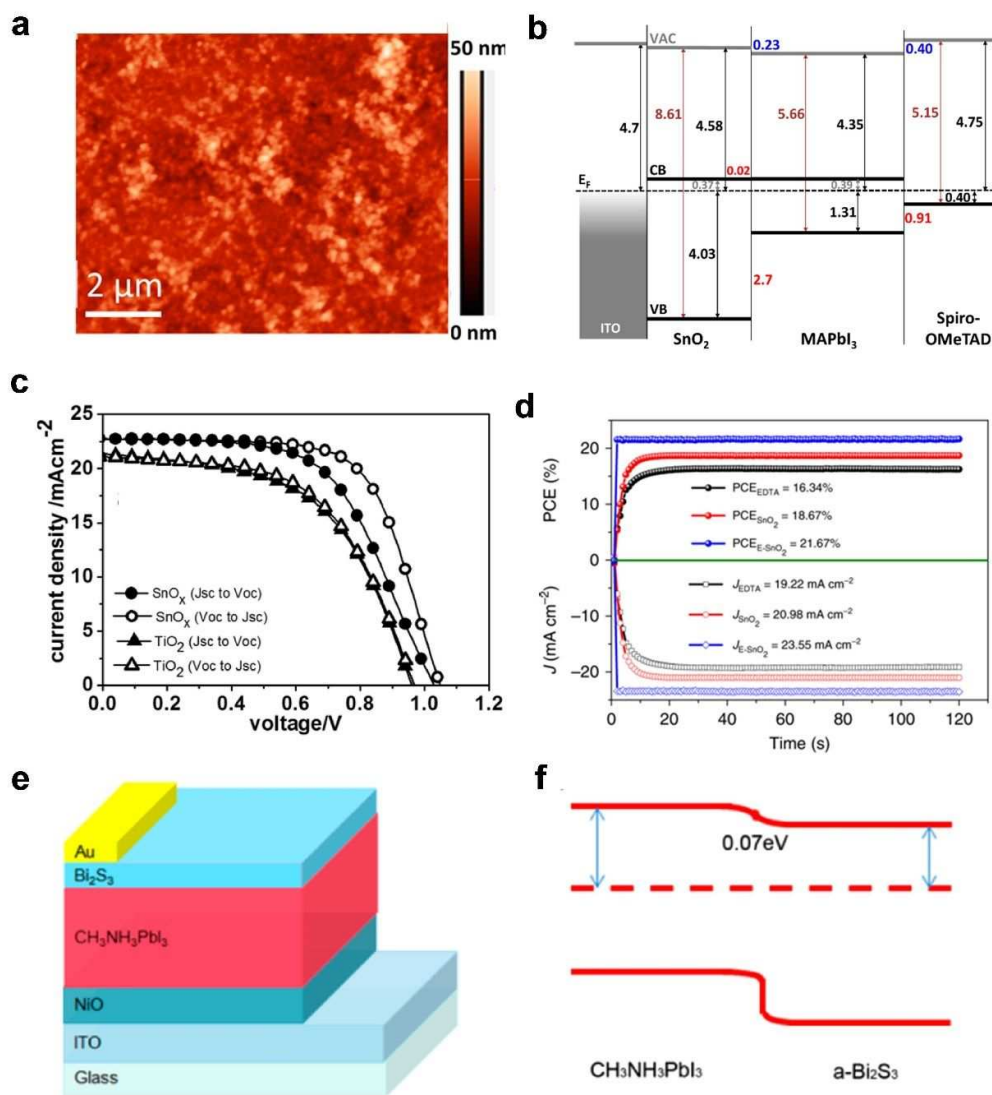 a
50 nm
2 µm
0 nm
b
VAC
0.23
0.40
4.7
8.61
4.58
5.66
4.35
5.15
4.75
CB
0.02
0.37
0.39
E_F
0.40
1.31
0.91
4.03
2.7
VB
ITO
SnO₂
MAPbI₃
Spiro-
OMeTAD
c
25
20
15
10
5
0
current density /mAcm⁻²
SnOₓ (Jsc to Voc)
SnOₓ (Voc to Jsc)
TiO₂ (Jsc to Voc)
TiO₂ (Voc to Jsc)
0.0 0.2 0.4 0.6 0.8 1.0 1.2
voltage/V
d
20
10
0
−10
−20
PCE (%)
J (mA cm⁻²)
PCE_EDTA = 16.34%
PCE_SnO₂ = 18.67%
PCE_E-SnO₂ = 21.67%
J_EDTA = 19.22 mA cm⁻²
J_SnO₂ = 20.98 mA cm⁻²
J_E-SnO₂ = 23.55 mA cm⁻²
0 20 40 60 80 100 120
Time (s)
e
Au
Bi₂S₃
CH₃NH₃PbI₃
NiO
ITO
Glass
f
0.07eV
CH₃NH₃PbI₃ a-Bi₂S₃